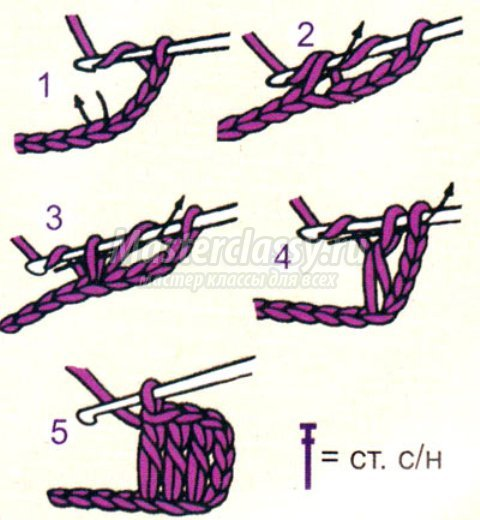 1
2
3
Masterclassy.ru
мастер классы для всех
4
5
= ст. с/н